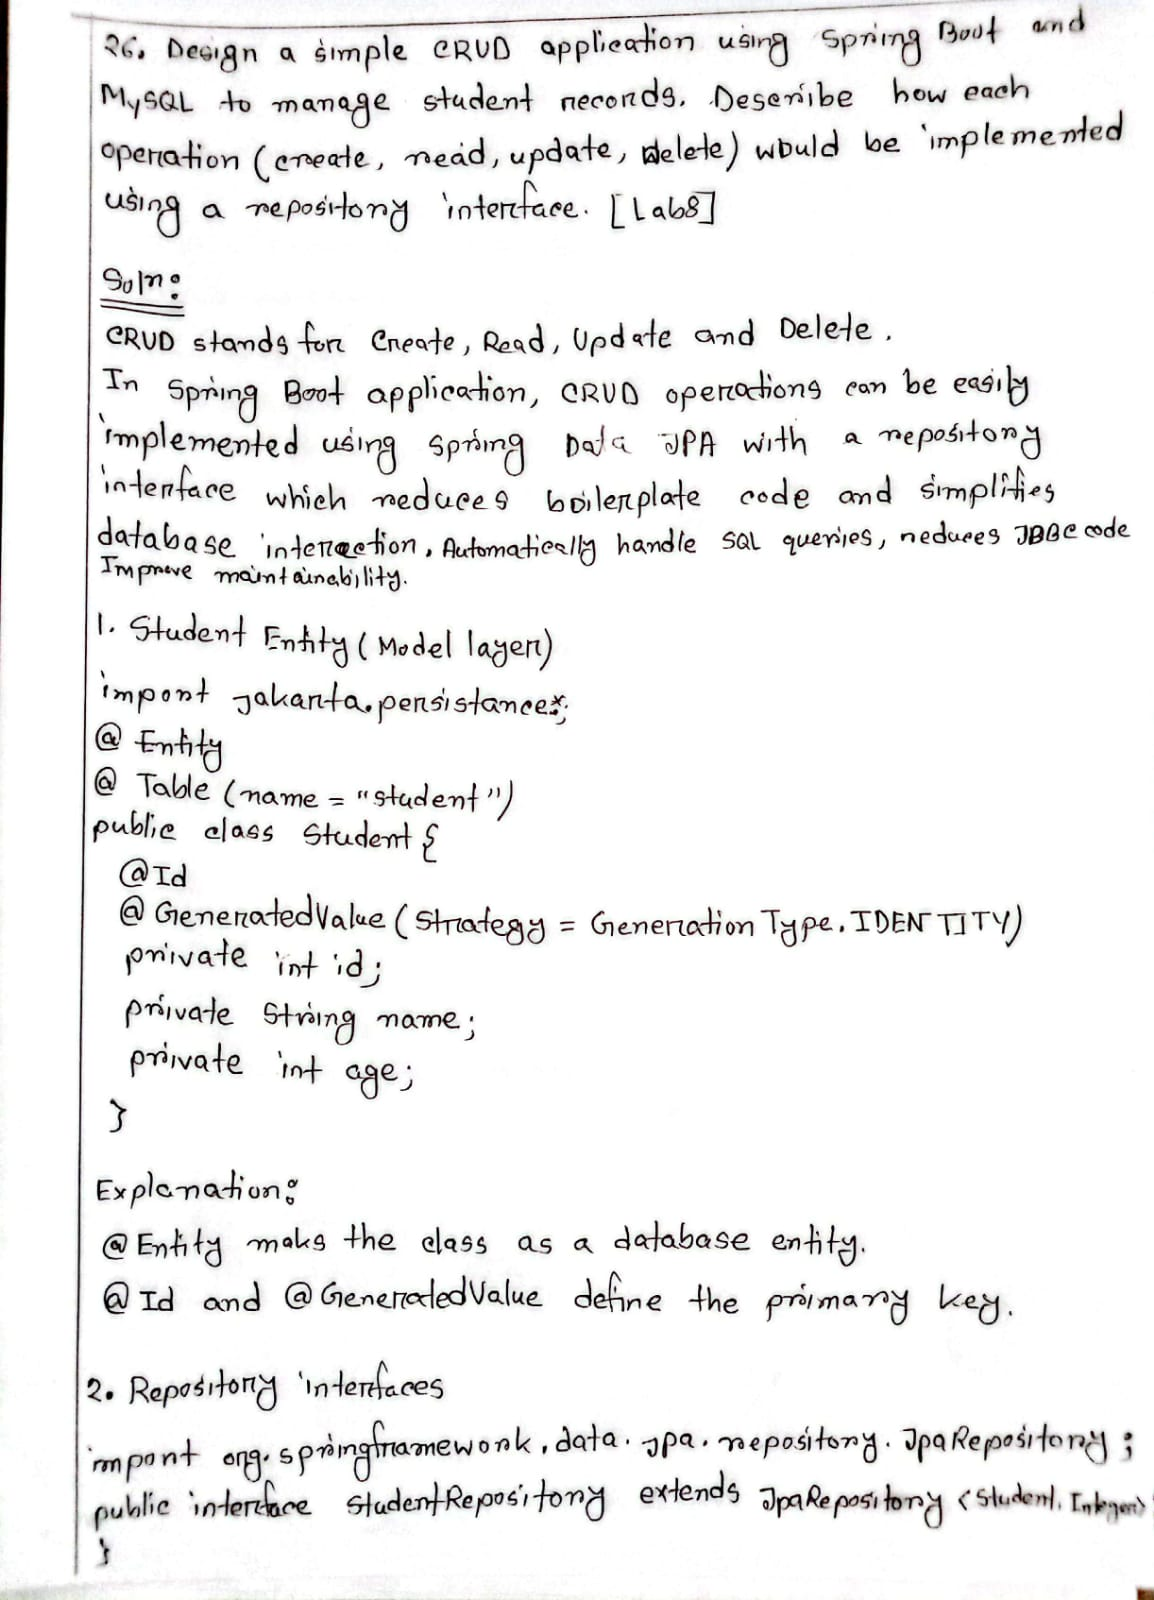 26. Design a simple CRUD application using Spring Boot and
MySQL to manage student records. Describe how each
operation (create, read, update, delete) would be implemented
using a repository interface. [Lab8]
Soln:
CRUD stands for Create, Read, Update and Delete.
In Spring Boot application, CRUD operations can be easily
implemented using Spring Data JPA with a repository
interface which reduces boilerplate code and simplifies
database interaction, Automatically handle SQL queries, reduces JDBC code
Improve maintainability.
1. Student Entity (Model layer)
import jakarta.persistance*;
@ Entity
@ Table (name = "student")
public class Student {
@Id
@ GeneratedValue (Strategy = Generation Type. IDENTITY)
private int id;
private String name;
private int age;
}
Explanation:
@ Entity maks the class as a database entity.
@ Id and @ GeneratedValue define the primary key.
2. Repository interfaces
import org.springframework.data.jpa.repository.JpaRepository;
public interface StudentRepository extends JpaRepository <Student, Integer>
}